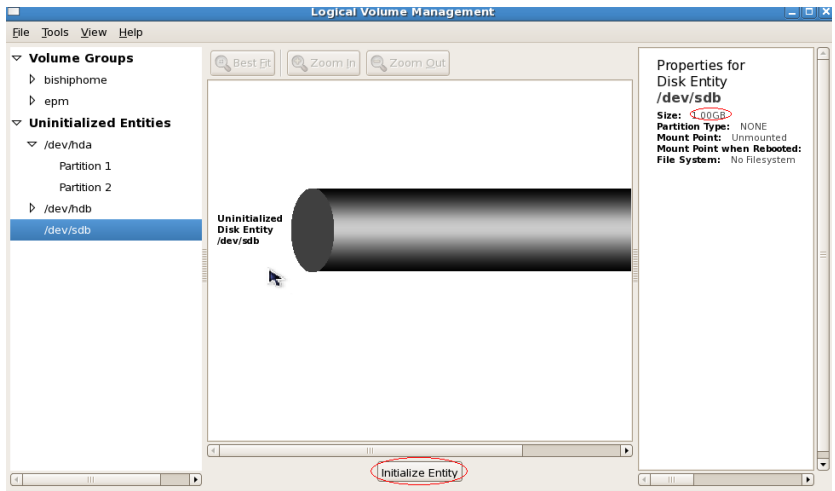 Logical Volume Management
File Tools View Help
Volume Groups
bishiphome
epm
Uninitialized Entities
/dev/hda
Partition 1
Partition 2
/dev/hdb
/dev/sdb
Best Fit Zoom In Zoom Out
Uninitialized
Disk Entity
/dev/sdb
Initialize Entity
Properties for
Disk Entity
/dev/sdb
Size: 1.00GB
Partition Type: NONE
Mount Point: Unmounted
Mount Point when Rebooted:
File System: No Filesystem